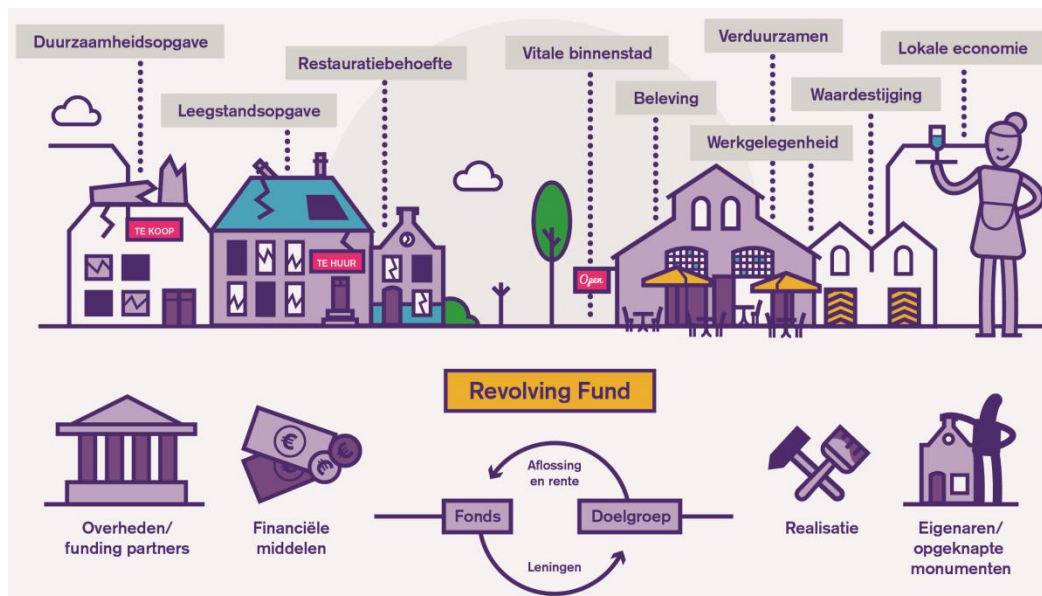 Duurzaamheidsopgave
Leegstandsopgave
Restauratiebehoefte
Vitale binnenstad
Beleving
Verduurzamen
Werkgelegenheid
Waardestijging
Lokale economie
TE KOOP
TE HUUR
Open
Revolving Fund
Overheden/
funding partners
Financiële
middelen
Aflossing
en rente
Fonds
Doelgroep
Leningen
Realisatie
Eigenaren/
opgeknapte
monumenten